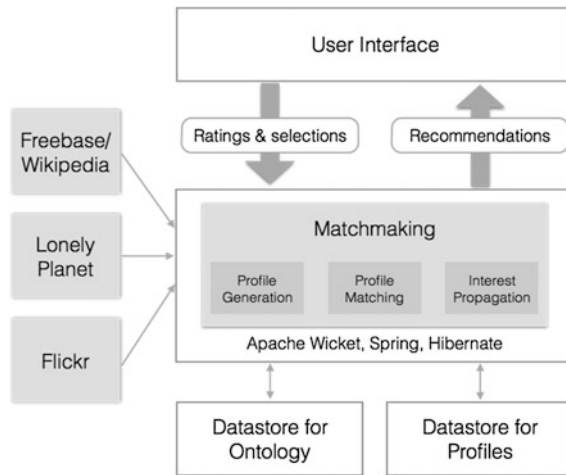 User Interface
Ratings & selections
Recommendations
Freebase/
Wikipedia
Lonely
Planet
Flickr
Matchmaking
Profile
Generation
Profile
Matching
Interest
Propagation
Apache Wicket, Spring, Hibernate
Datastore for
Ontology
Datastore for
Profiles